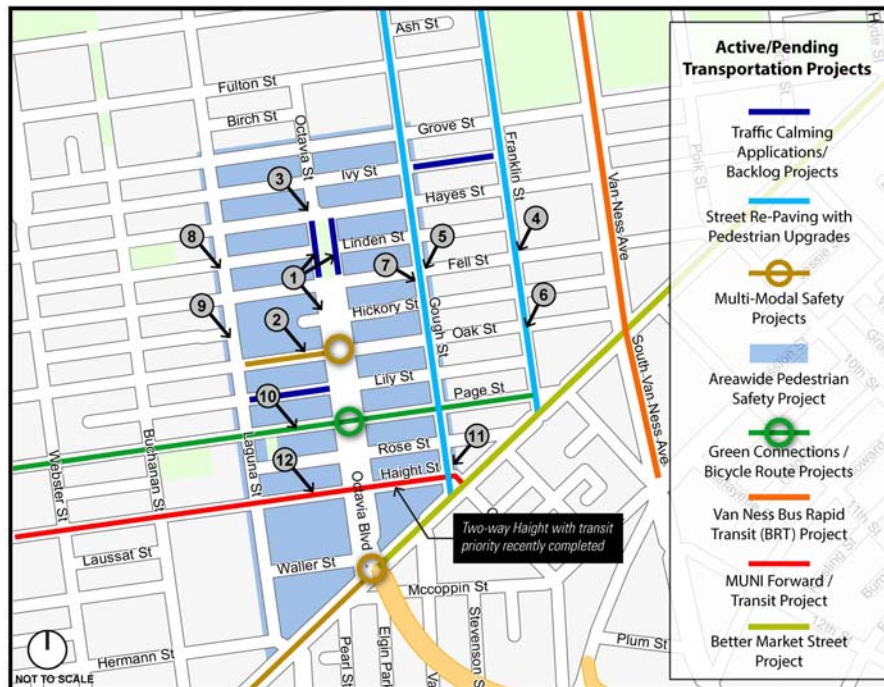 Ash St
Fulton St
Birch St
Octavia St
Grove St
Franklin St
Ivy St
Hayes St
Van Ness Ave
Polk St
Hyde St
3
8
Linden St
5
4
1
7
Fell St
9
2
Hickory St
Gough St
6
Oak St
South Van Ness Ave
Lily St
10
Page St
12
Rose St
11
Webster St
Buchanan St
Laguna St
Haight St
Octavia Blvd
Two-way Haight with transit
priority recently completed
Laussat St
Waller St
Mccoppin St
Hermann St
Pearl St
Elgin Park
Stevenson St
Plum St
10th St
12th St
NOT TO SCALE
Active/Pending
Transportation Projects
Traffic Calming
Applications/
Backlog Projects
Street Re-Paving with
Pedestrian Upgrades
Multi-Modal Safety
Projects
Areawide Pedestrian
Safety Project
Green Connections /
Bicycle Route Projects
Van Ness Bus Rapid
Transit (BRT) Project
MUNI Forward /
Transit Project
Better Market Street
Project